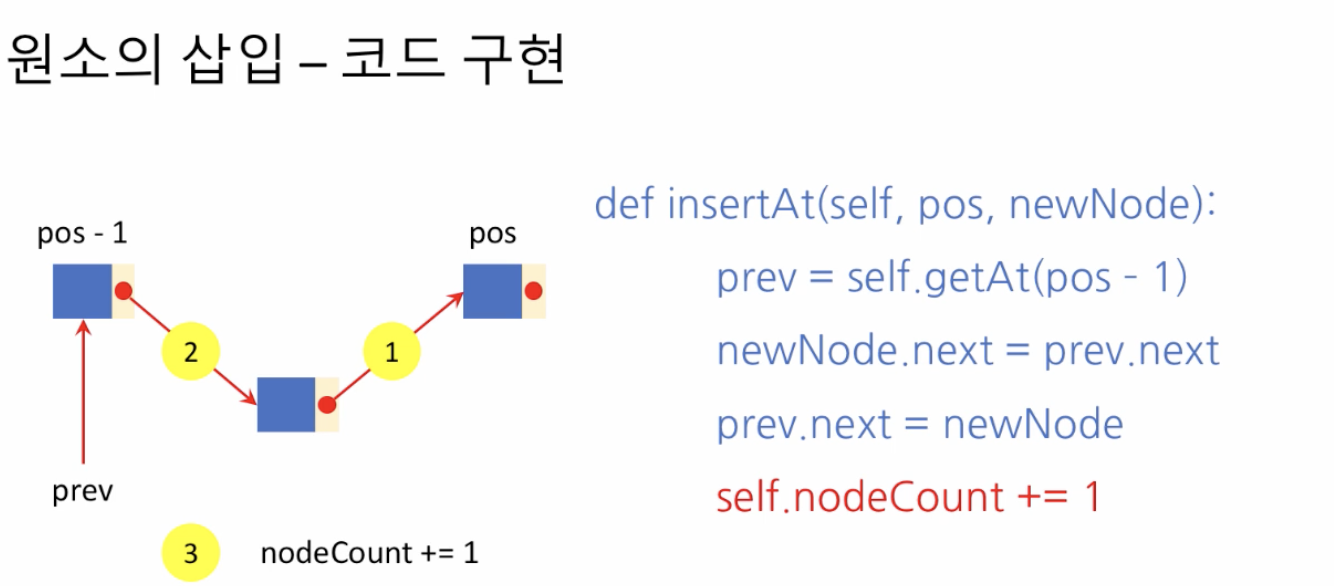 원소의 삽입 – 코드 구현
pos - 1
pos
2
1
prev
3
nodeCount += 1
def insertAt(self, pos, newNode):
prev = self.getAt(pos - 1)
newNode.next = prev.next
prev.next = newNode
self.nodeCount += 1